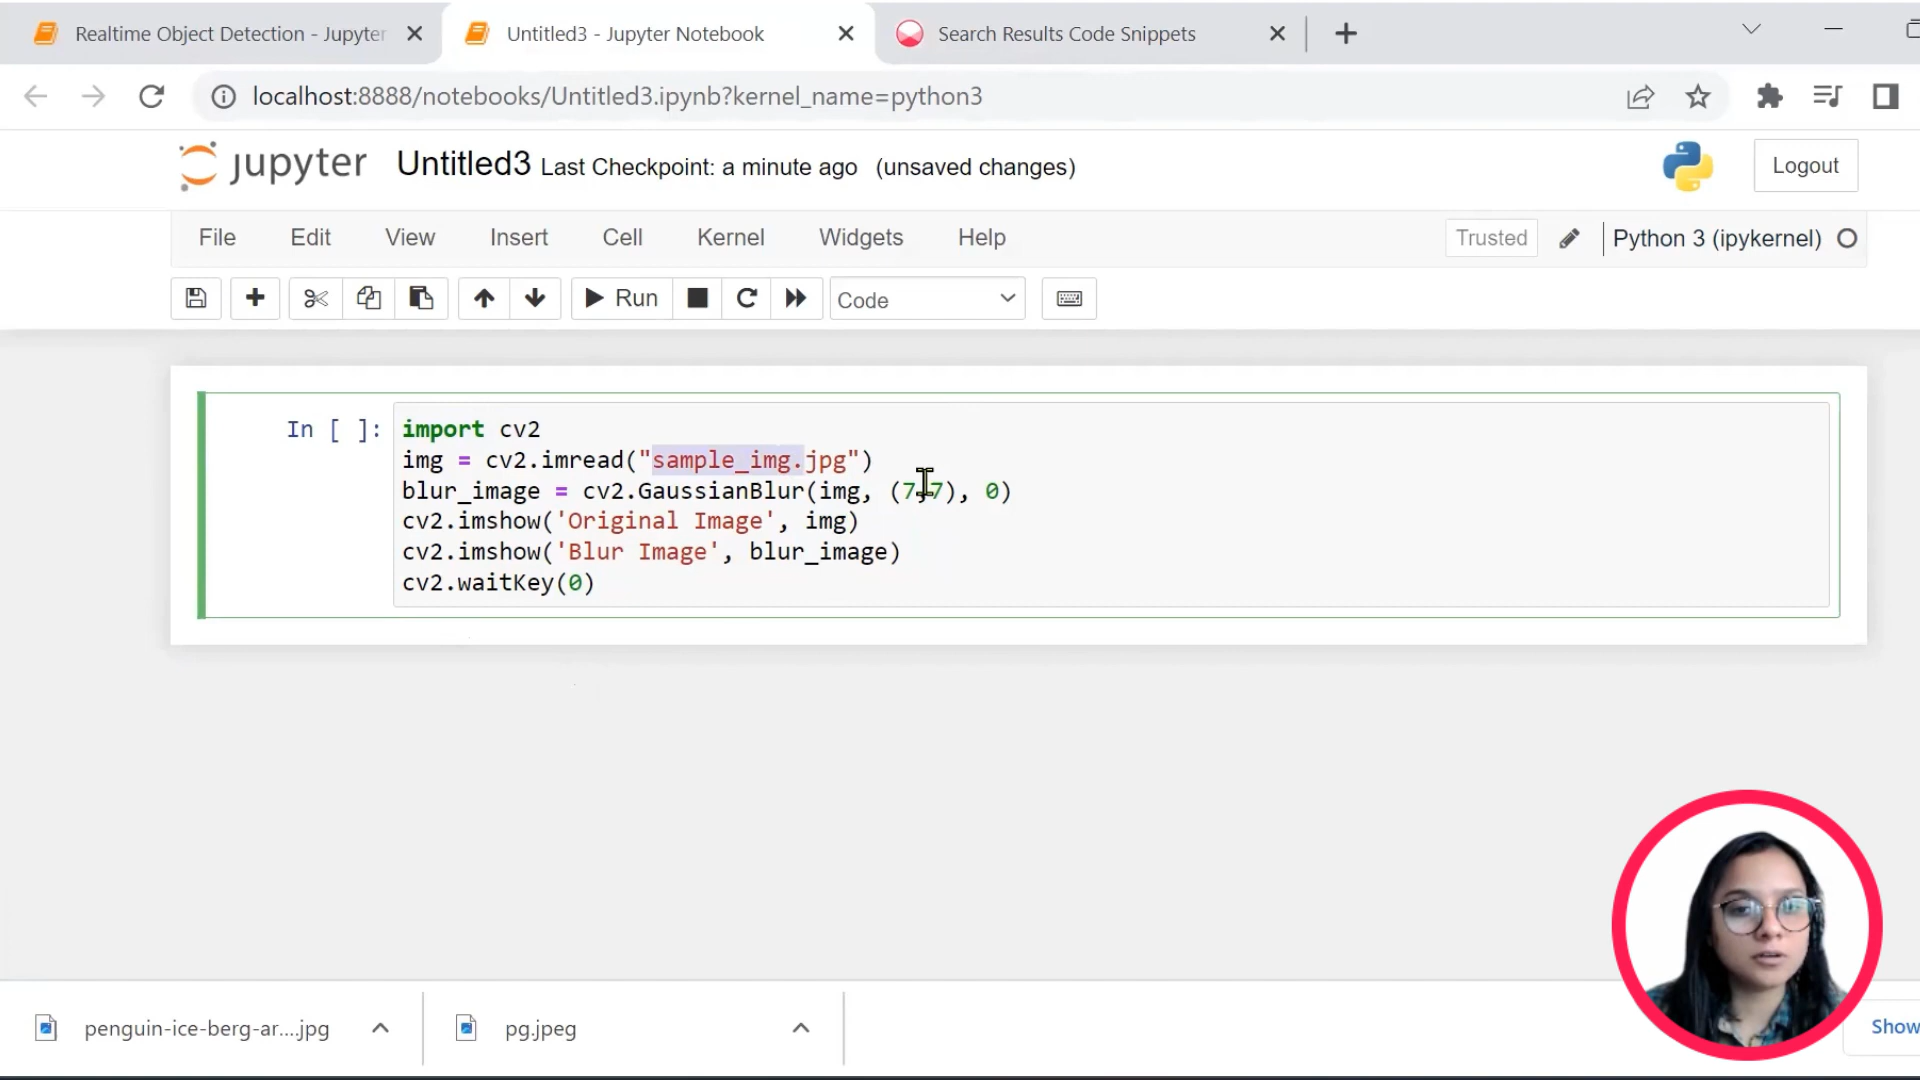 Realtime Object Detection - Jupyter
Untitled3 - Jupyter Notebook
Search Results Code Snippets
localhost:8888/notebooks/Untitled3.ipynb?kernel_name=python3
jupyter Untitled3 Last Checkpoint: a minute ago (unsaved changes)
Logout
File Edit View Insert Cell Kernel Widgets Help
Trusted
Python 3 (ipykernel)
Run
Code
In [ ]:
import cv2
img = cv2.imread("sample_img.jpg")
blur_image = cv2.GaussianBlur(img, (7,7), 0)
cv2.imshow('Original Image', img)
cv2.imshow('Blur Image', blur_image)
cv2.waitKey(0)
penguin-ice-berg-ar....jpg
pg.jpeg
Show